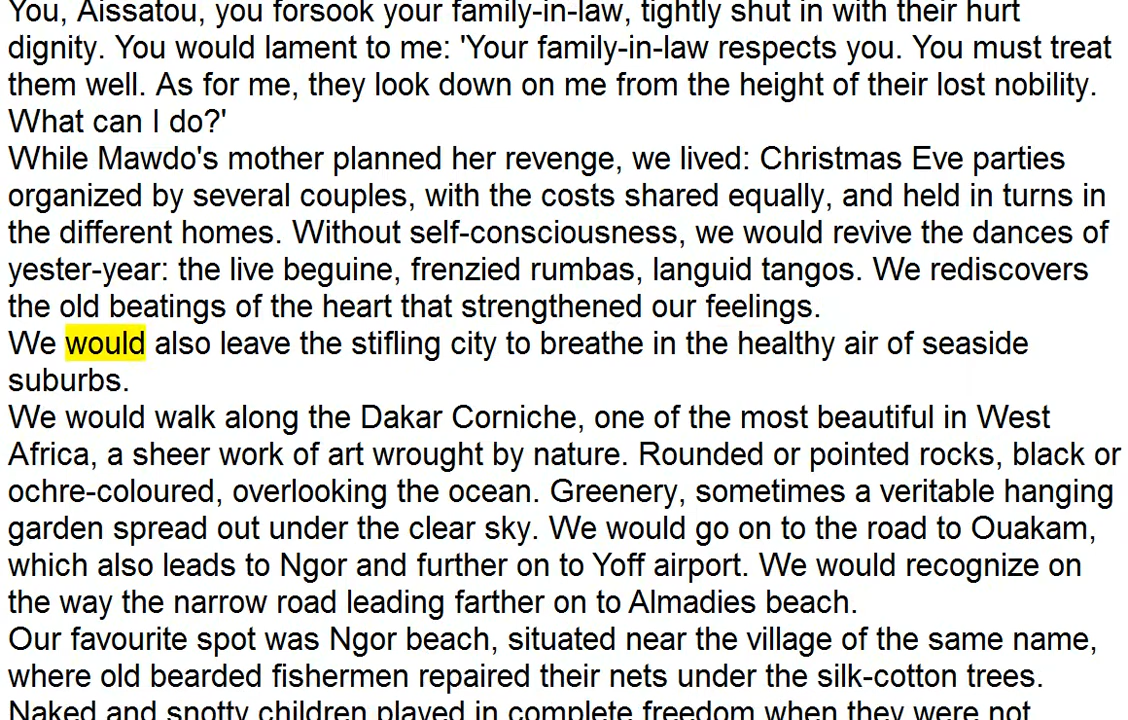 You, Aissatou, you forsook your family-in-law, tightly shut in with their hurt
dignity. You would lament to me: 'Your family-in-law respects you. You must treat
them well. As for me, they look down on me from the height of their lost nobility.
What can I do?'
While Mawdo's mother planned her revenge, we lived: Christmas Eve parties
organized by several couples, with the costs shared equally, and held in turns in
the different homes. Without self-consciousness, we would revive the dances of
yester-year: the live beguine, frenzied rumbas, languid tangos. We rediscovers
the old beatings of the heart that strengthened our feelings.
We would also leave the stifling city to breathe in the healthy air of seaside
suburbs.
We would walk along the Dakar Corniche, one of the most beautiful in West
Africa, a sheer work of art wrought by nature. Rounded or pointed rocks, black or
ochre-coloured, overlooking the ocean. Greenery, sometimes a veritable hanging
garden spread out under the clear sky. We would go on to the road to Ouakam,
which also leads to Ngor and further on to Yoff airport. We would recognize on
the way the narrow road leading farther on to Almadies beach.
Our favourite spot was Ngor beach, situated near the village of the same name,
where old bearded fishermen repaired their nets under the silk-cotton trees.
Naked and snotty children played in complete freedom when they were not